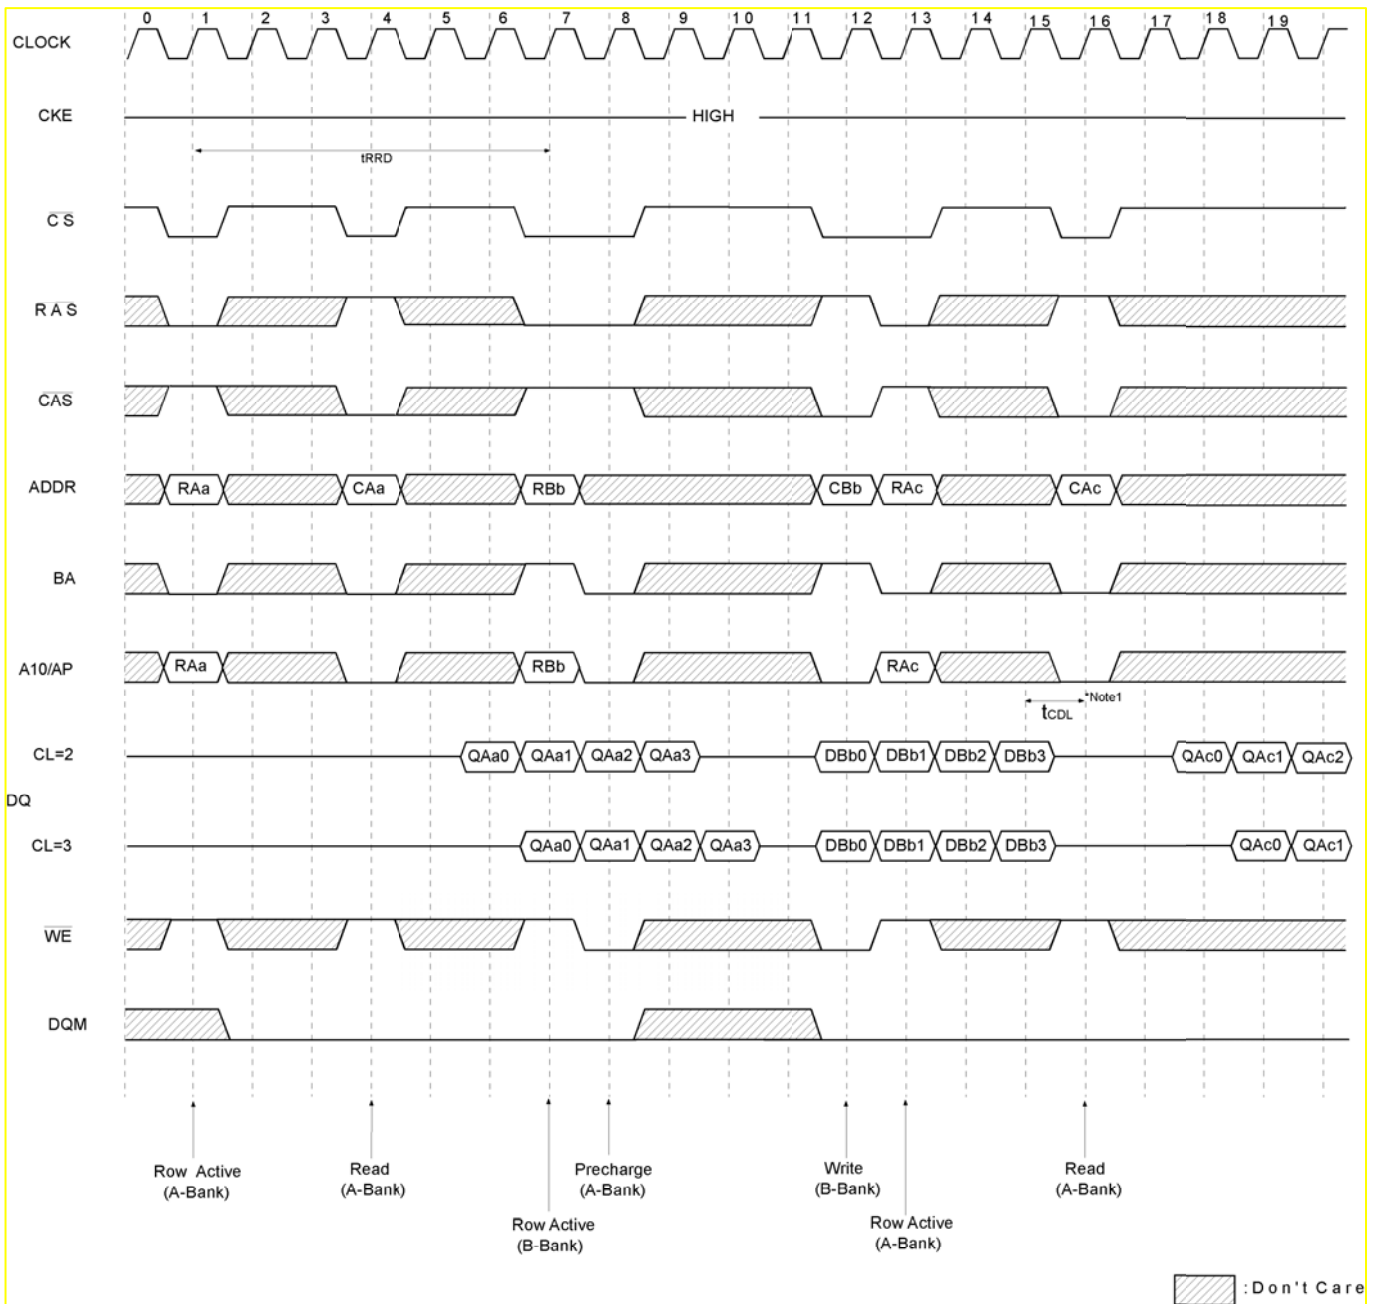 0 1 2 3 4 5 6 7 8 9 10 11 12 13 14 15 16 17 18 19
CLOCK
CKE HIGH
tRRD
CS
RAS
CAS
ADDR RAa CAa RBb CBb RAc CAc
BA
A10/AP RAa RBb RAc
tCDL *Note1
CL=2 QAa0 QAa1 QAa2 QAa3 DBb0 DBb1 DBb2 DBb3 QAc0 QAc1 QAc2
DQ
CL=3 QAa0 QAa1 QAa2 QAa3 DBb0 DBb1 DBb2 DBb3 QAc0 QAc1
WE
DQM
Row Active
(A-Bank)
Read
(A-Bank)
Row Active
(B-Bank)
Precharge
(A-Bank)
Write
(B-Bank)
Row Active
(A-Bank)
Read
(A-Bank)
:Don't Care